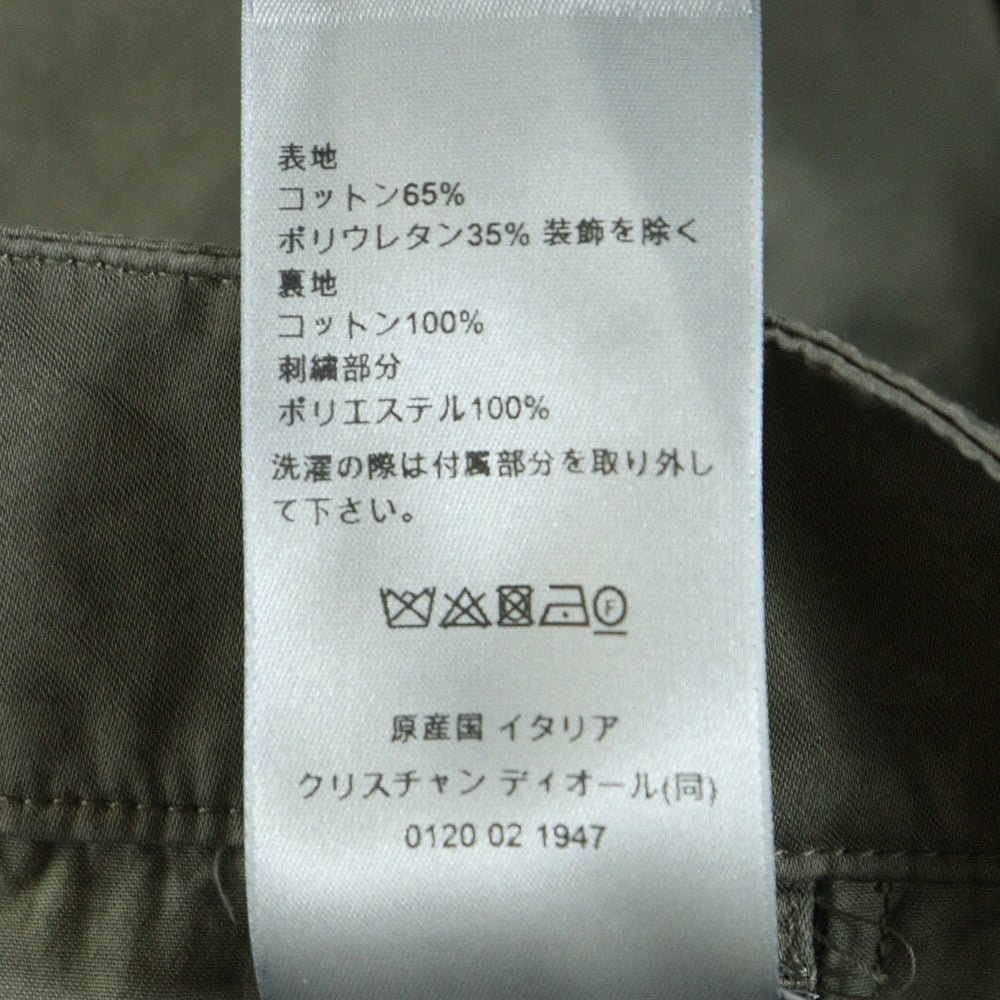 表地
コットン65%
ポリウレタン35% 装飾を除く
裏地
コットン100%
刺繍部分
ポリエステル100%
洗濯の際は付属部分を取り外し
て下さい。
F
原産国 イタリア
クリスチャン ディオール(同)
0120 02 1947